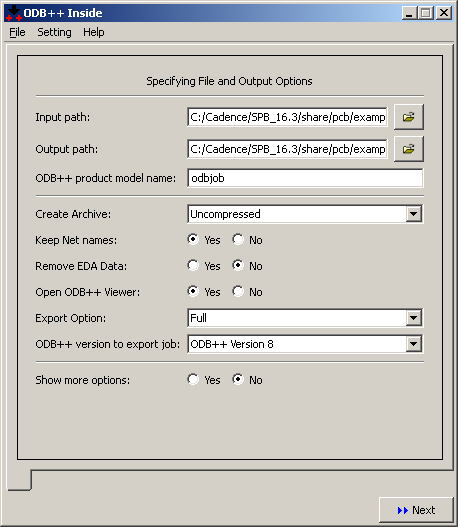 ODB++ Inside
File Setting Help
Specifying File and Output Options
Input path: C:/Cadence/SPB_16.3/share/pcb/examp
Output path: C:/Cadence/SPB_16.3/share/pcb/examp
ODB++ product model name: odbjob
Create Archive: Uncompressed
Keep Net names: Yes No
Remove EDA Data: Yes No
Open ODB++ Viewer: Yes No
Export Option: Full
ODB++ version to export job: ODB++ Version 8
Show more options: Yes No
Next